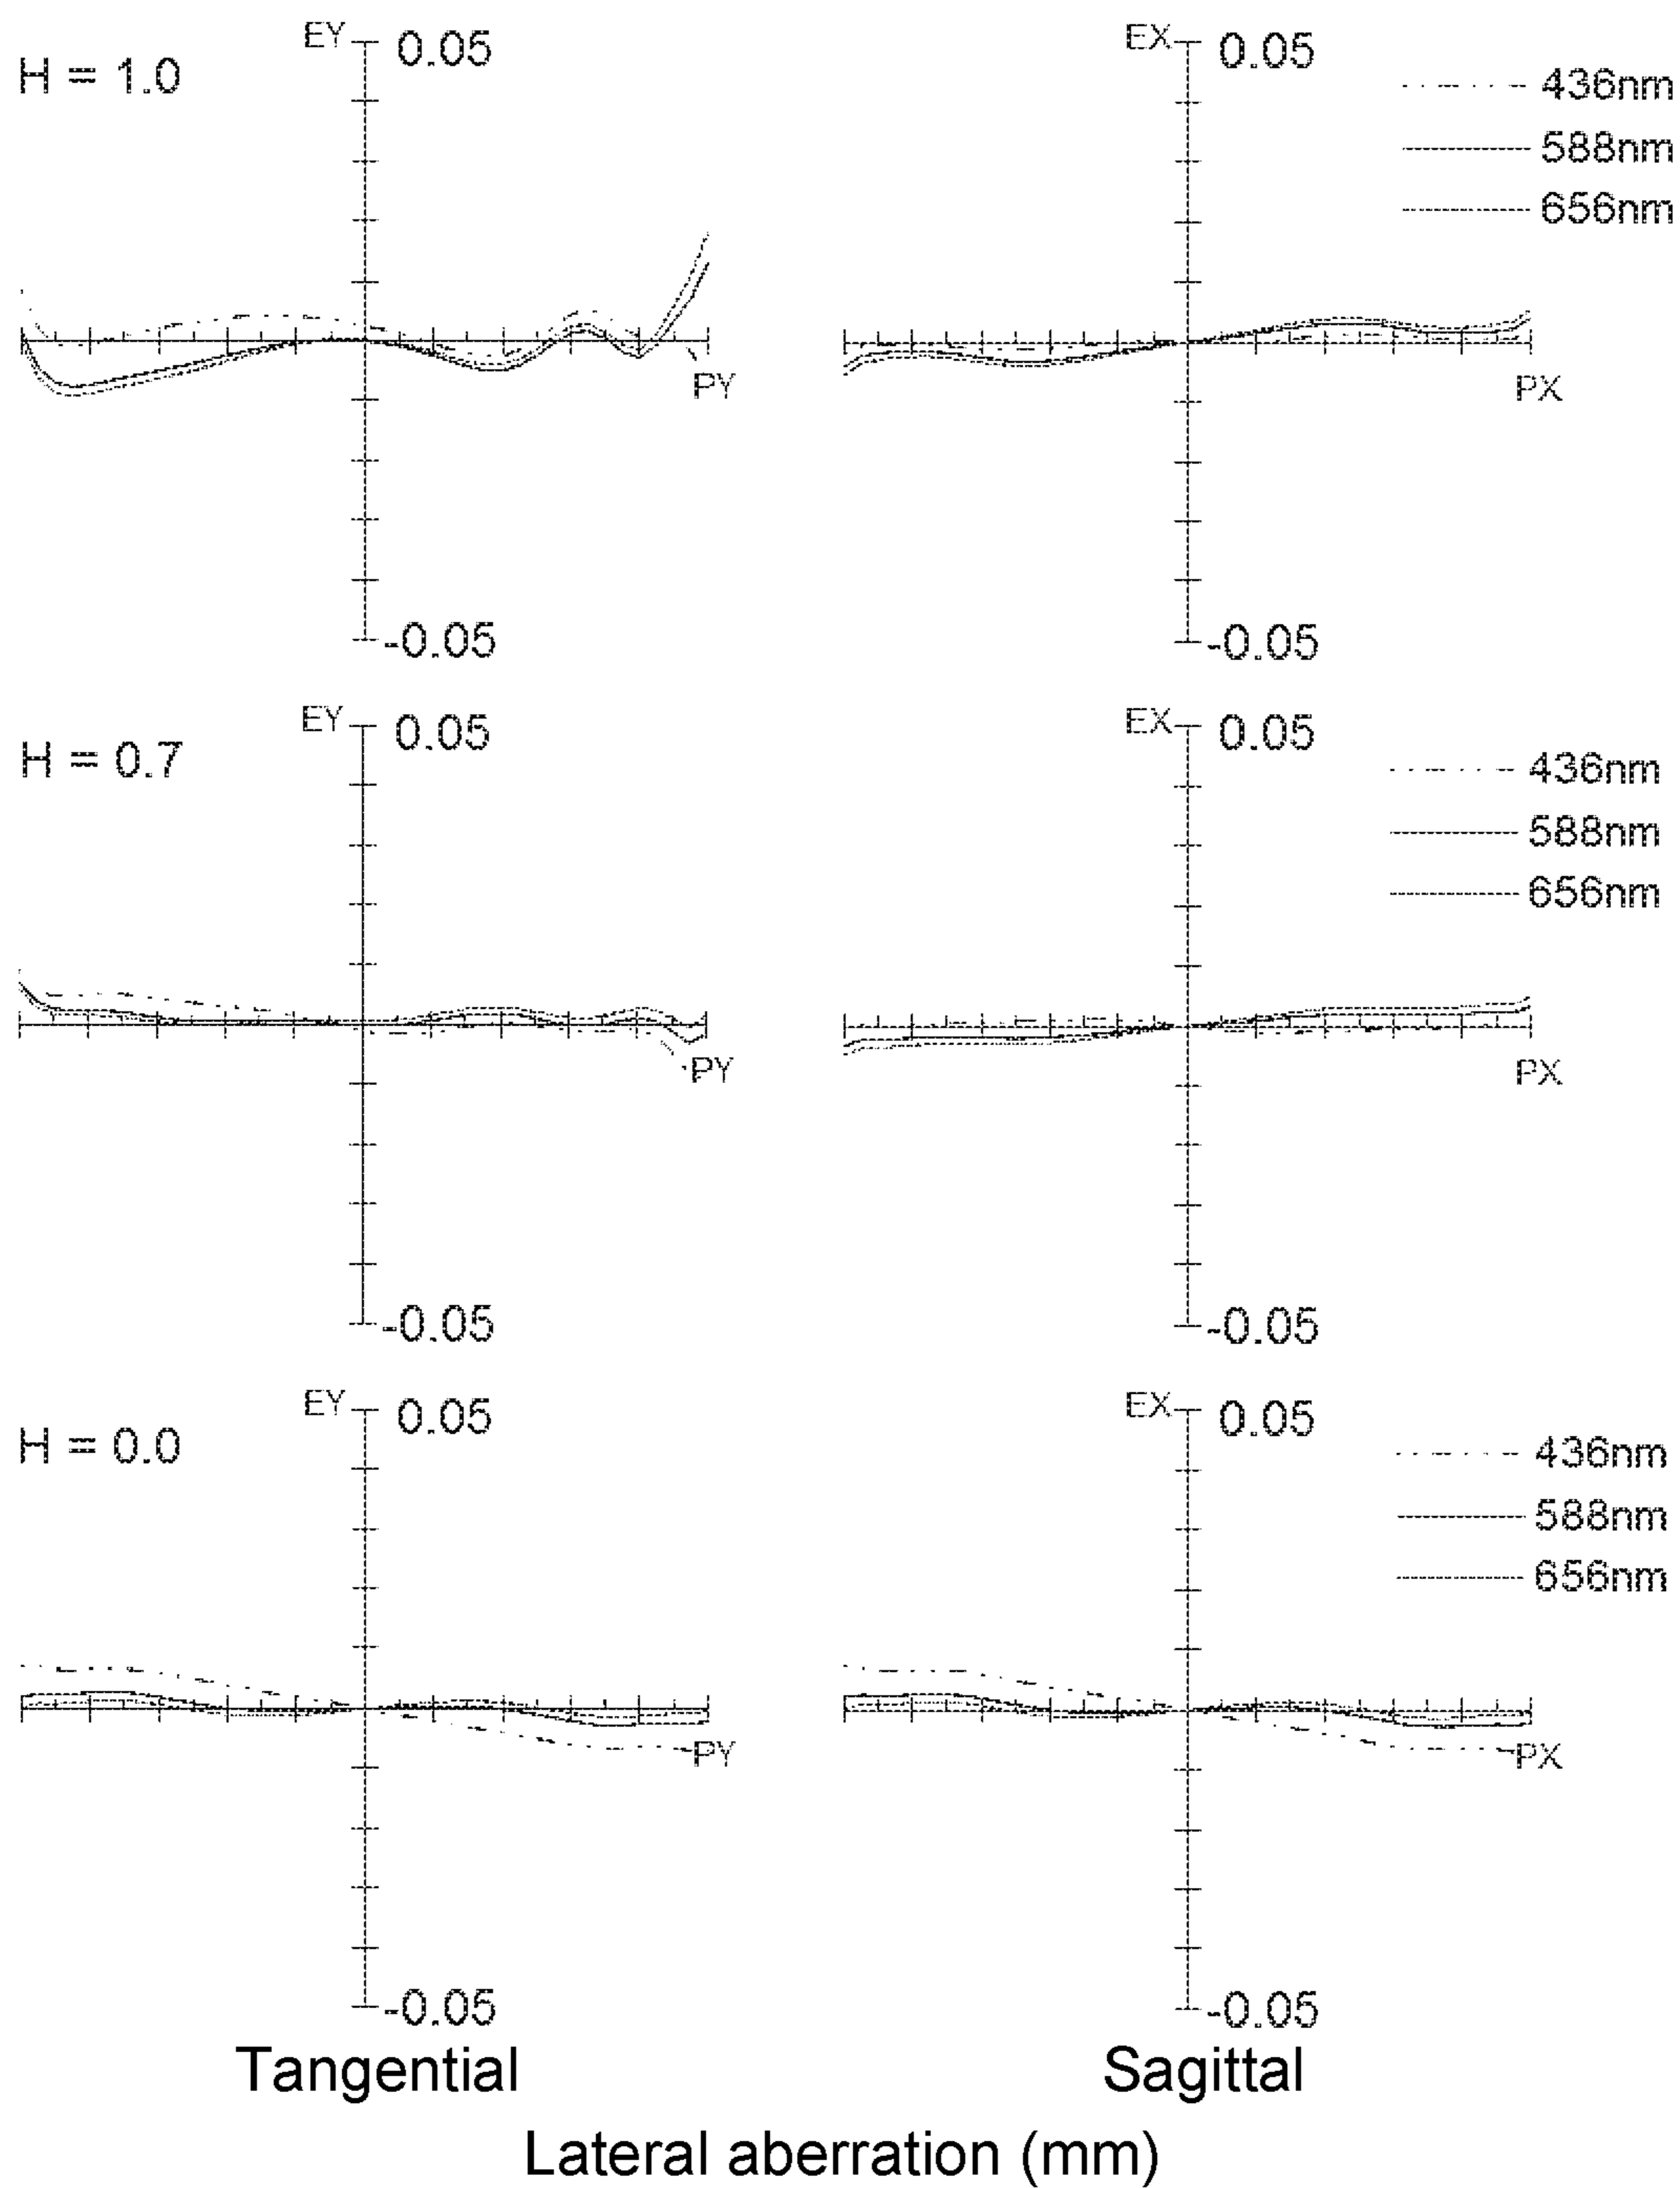 EY 0.05 EX 0.05
H = 1.0 436nm
588nm
656nm
PY PX
-0.05 -0.05
EY 0.05 EX 0.05
H = 0.7 436nm
588nm
656nm
PY PX
-0.05 -0.05
EY 0.05 EX 0.05
H = 0.0 436nm
588nm
656nm
PY PX
-0.05 -0.05
Tangential Sagittal
Lateral aberration (mm)